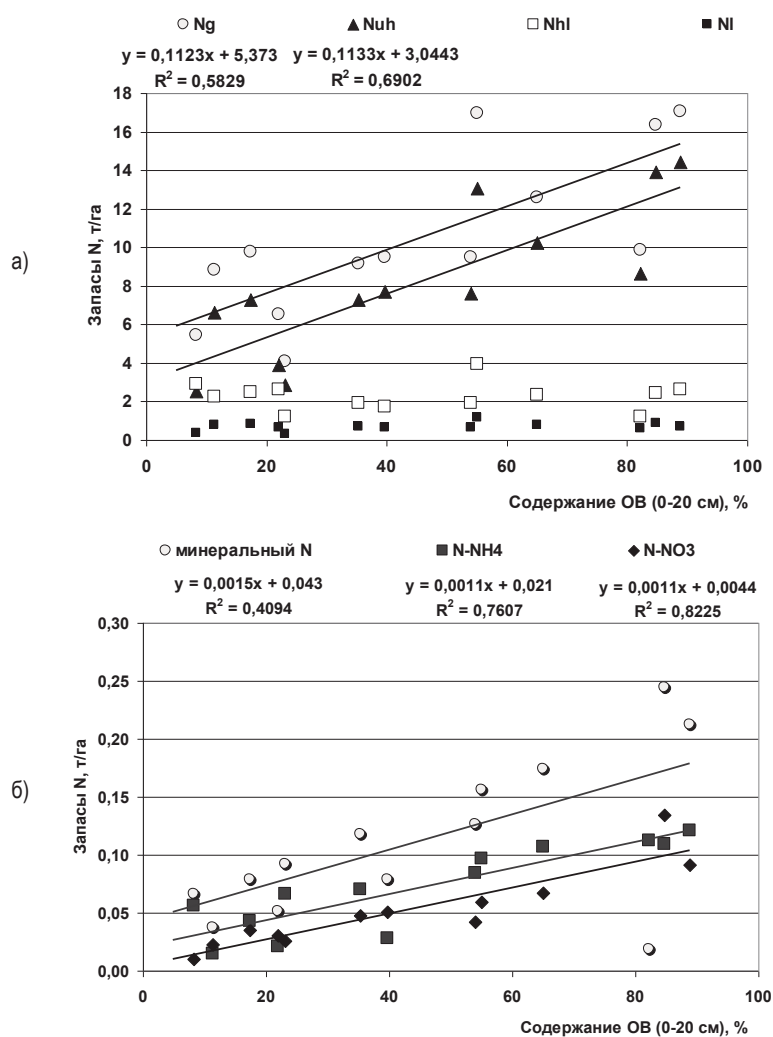 Ng Nuh Nhl Nl
y = 0,1123x + 5,373 y = 0,1133x + 3,0443
R² = 0,5829 R² = 0,6902
18
16
14
12
10
8
6
4
2
0
0 20 40 60 80 100
Запасы N, т/га
а)
Содержание ОВ (0-20 см), %
минеральный N N-NH4 N-NO3
y = 0,0015x + 0,043 y = 0,0011x + 0,021 y = 0,0011x + 0,0044
R² = 0,4094 R² = 0,7607 R² = 0,8225
0,30
0,25
0,20
0,15
0,10
0,05
0,00
0 20 40 60 80 100
Запасы N, т/га
б)
Содержание ОВ (0-20 см), %